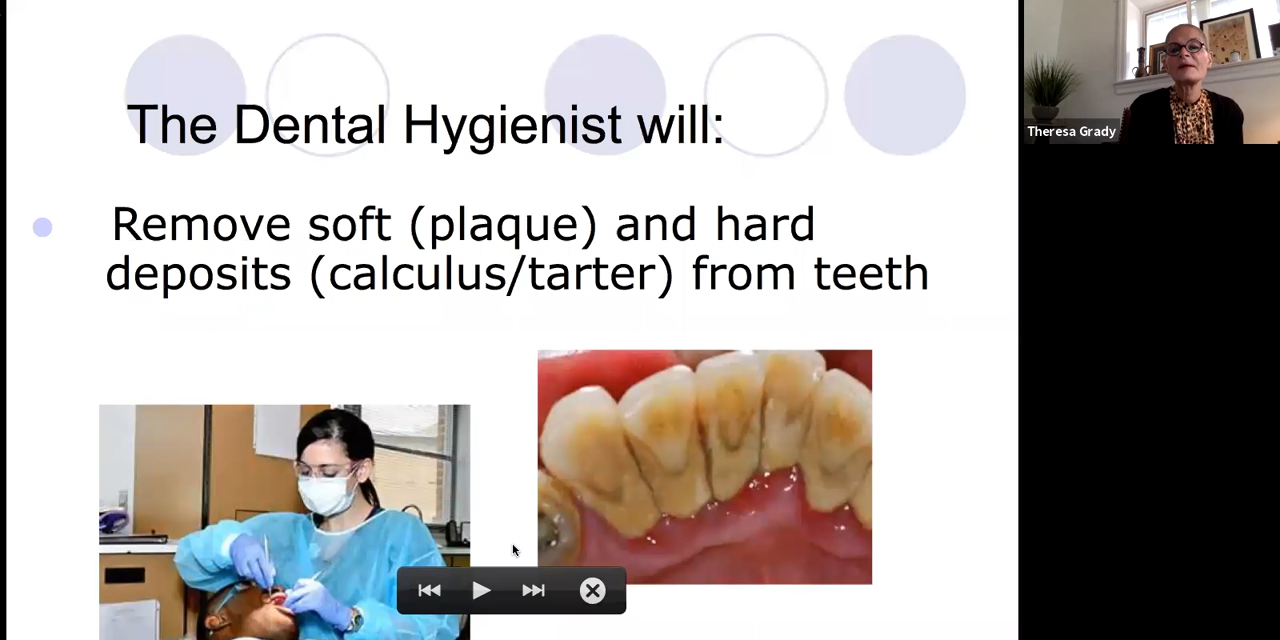 The Dental Hygienist will:
Remove soft (plaque) and hard
deposits (calculus/tarter) from teeth
Theresa Grady